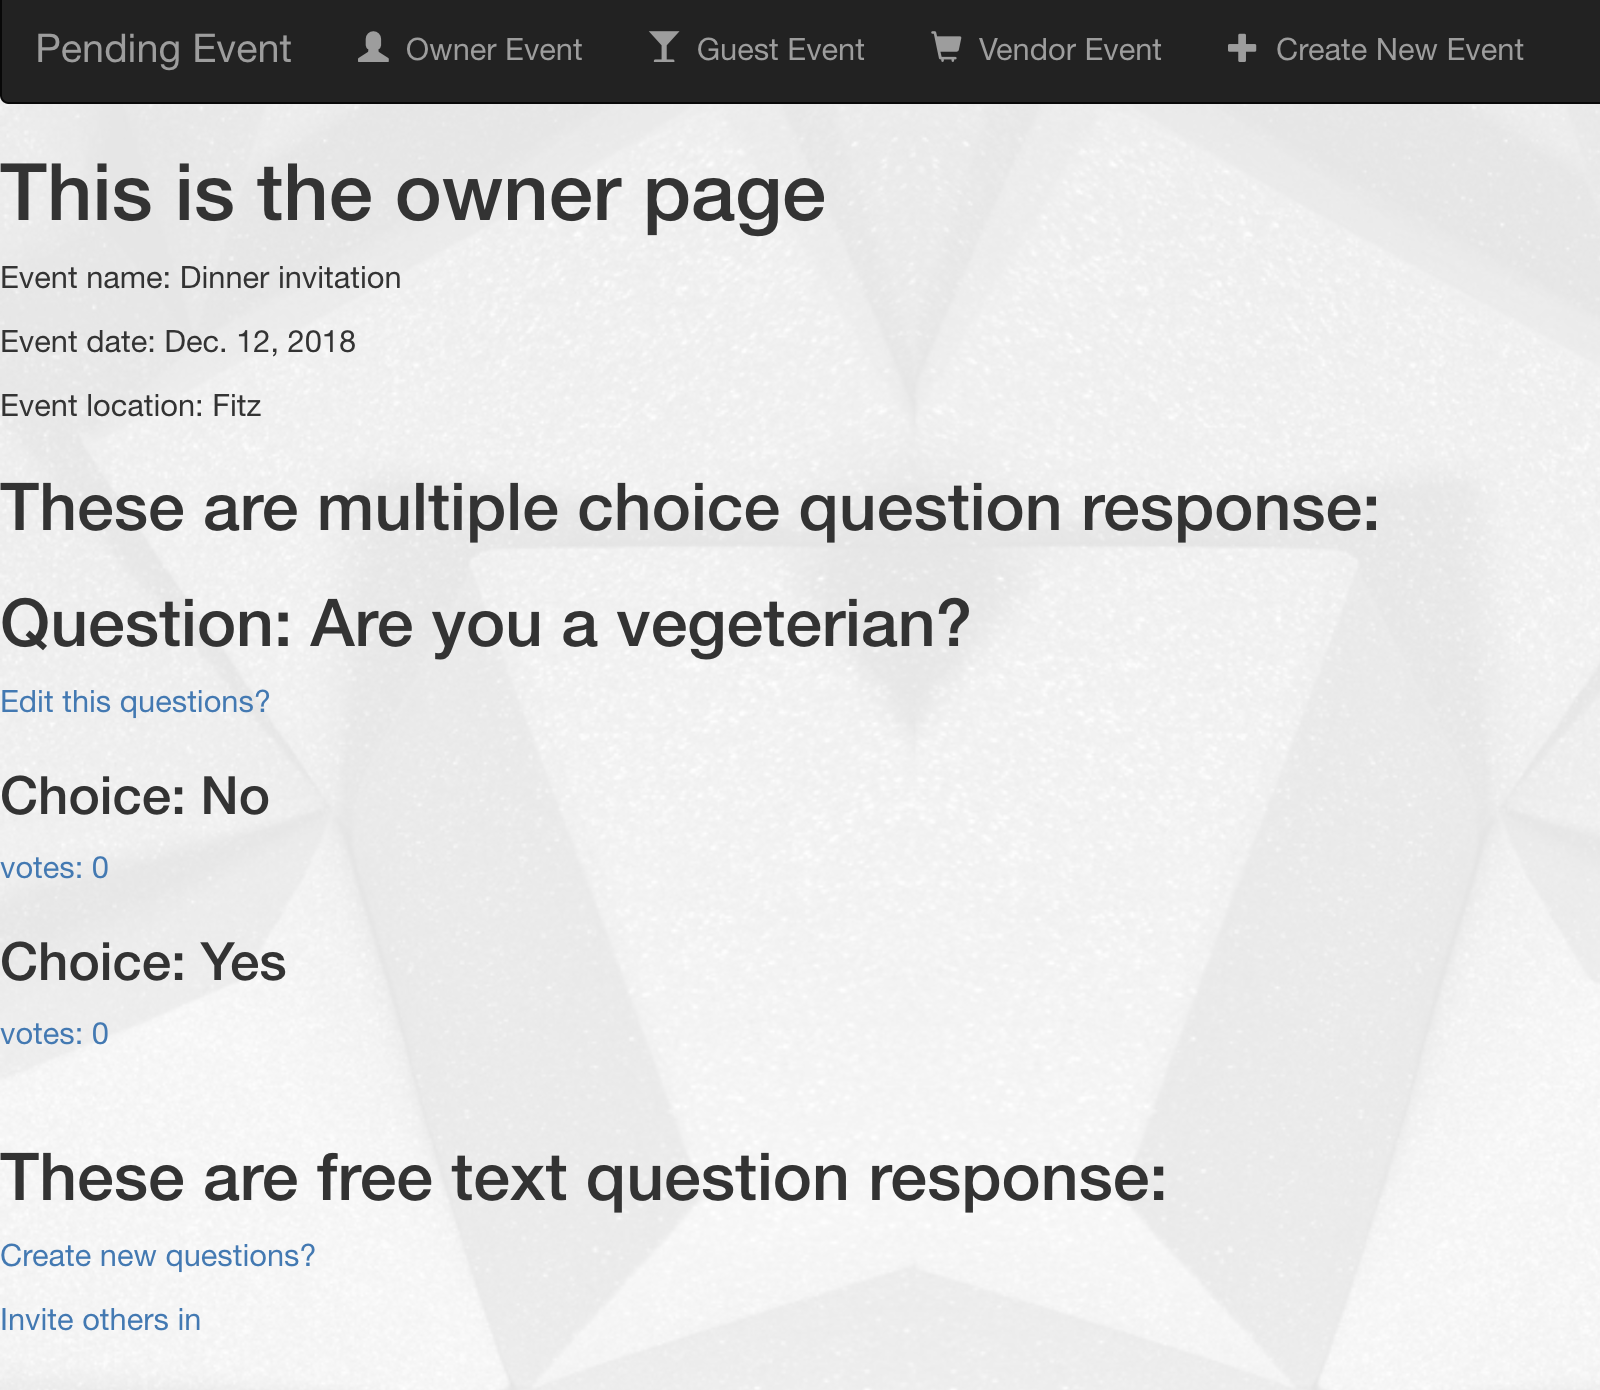 Pending Event Owner Event Guest Event Vendor Event Create New Event
This is the owner page
Event name: Dinner invitation
Event date: Dec. 12, 2018
Event location: Fitz
These are multiple choice question response:
Question: Are you a vegeterian?
Edit this questions?
Choice: No
votes: 0
Choice: Yes
votes: 0
These are free text question response:
Create new questions?
Invite others in